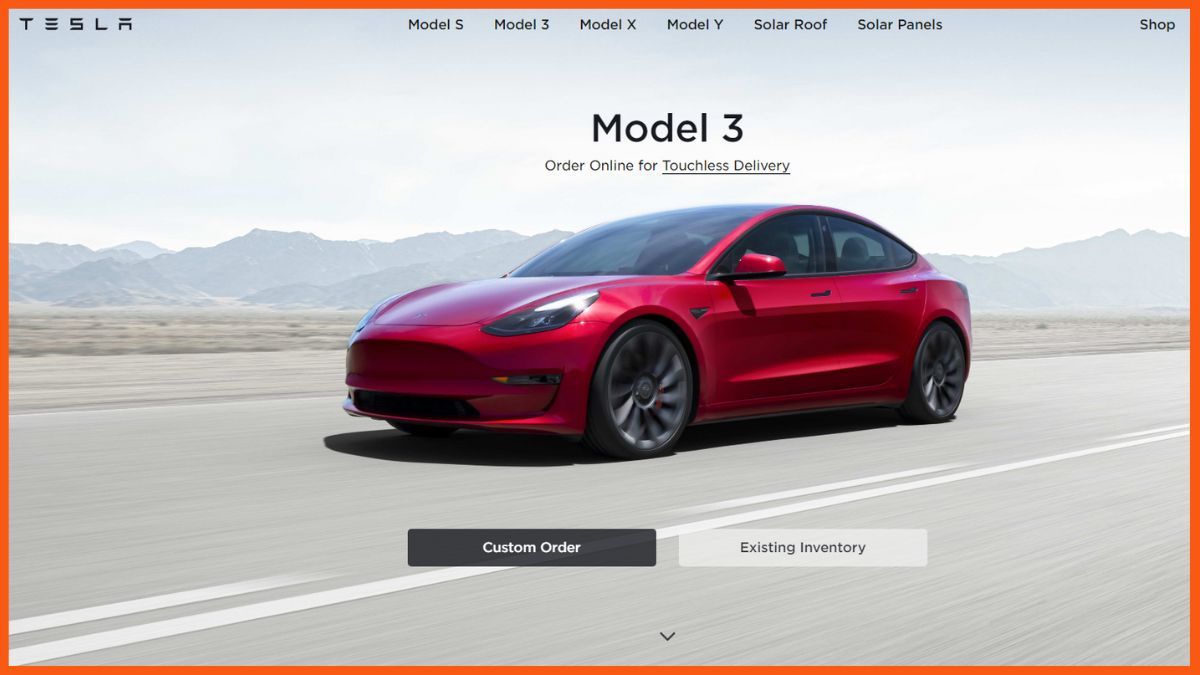 TESLA
Model S Model 3 Model X Model Y Solar Roof Solar Panels Shop
Model 3
Order Online for Touchless Delivery
Custom Order Existing Inventory